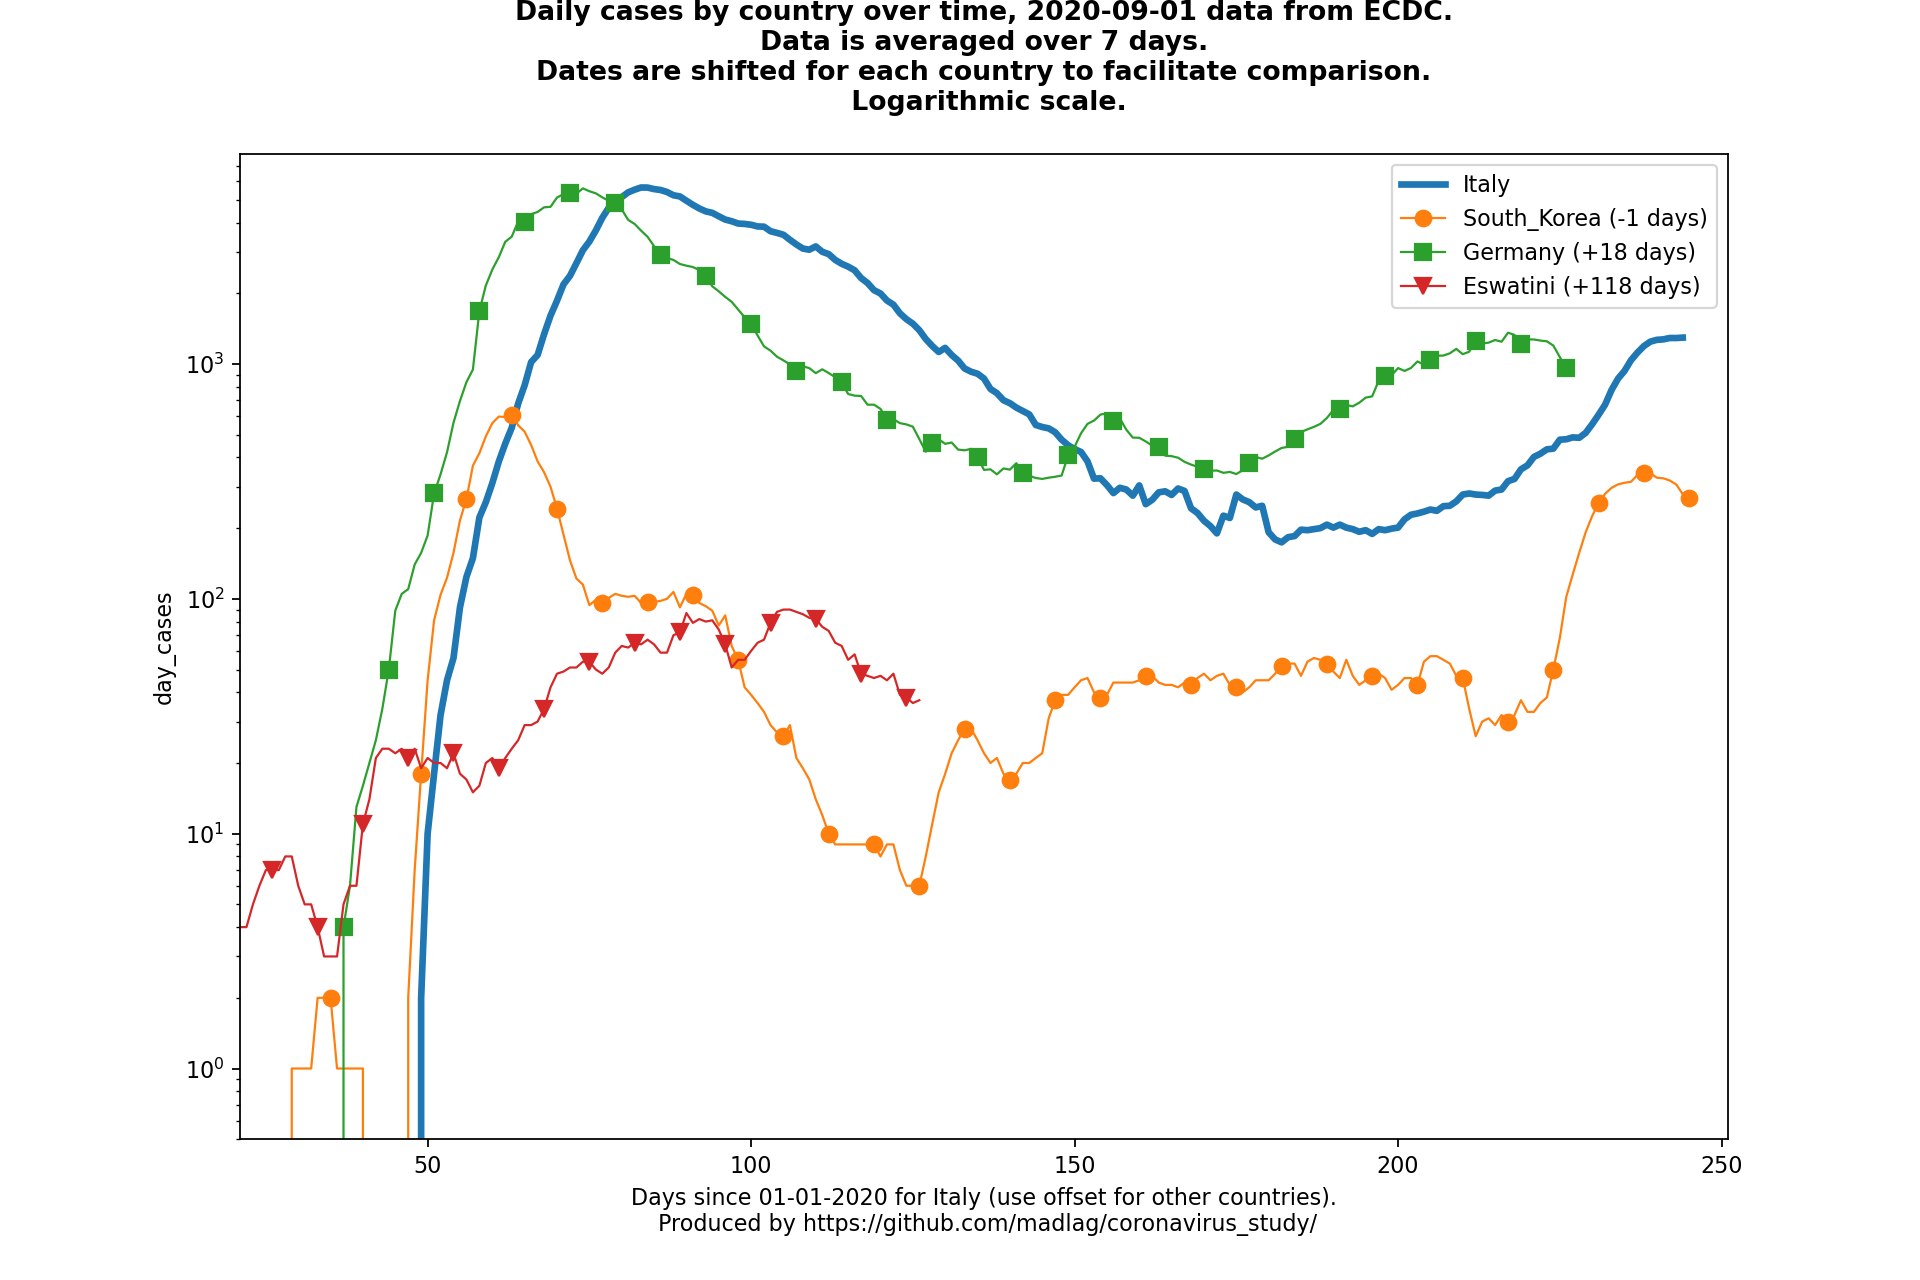 Daily cases by country over time, 2020-09-01 data from ECDC.
Data is averaged over 7 days.
Dates are shifted for each country to facilitate comparison.
Logarithmic scale.
Italy
South_Korea (-1 days)
Germany (+18 days)
Eswatini (+118 days)
day_cases
10³
10²
10¹
10⁰
50
100
150
200
250
Days since 01-01-2020 for Italy (use offset for other countries).
Produced by https://github.com/madlag/coronavirus_study/